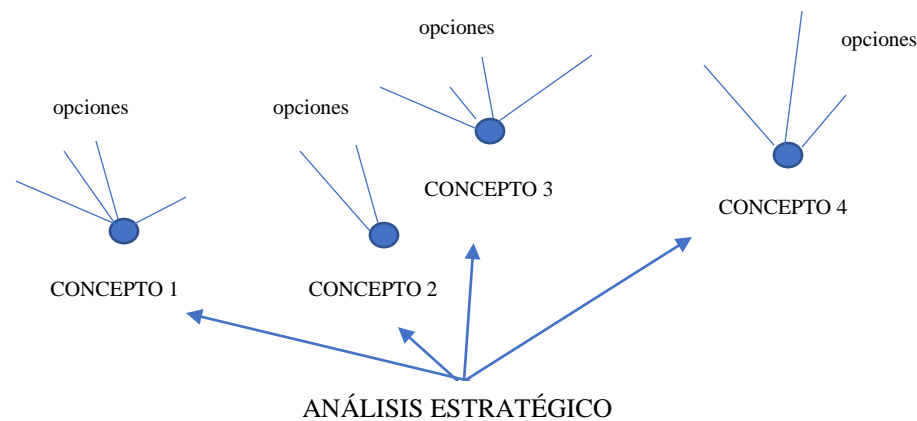 opciones
opciones
opciones
opciones
CONCEPTO 3
CONCEPTO 4
CONCEPTO 1
CONCEPTO 2
ANÁLISIS ESTRATÉGICO